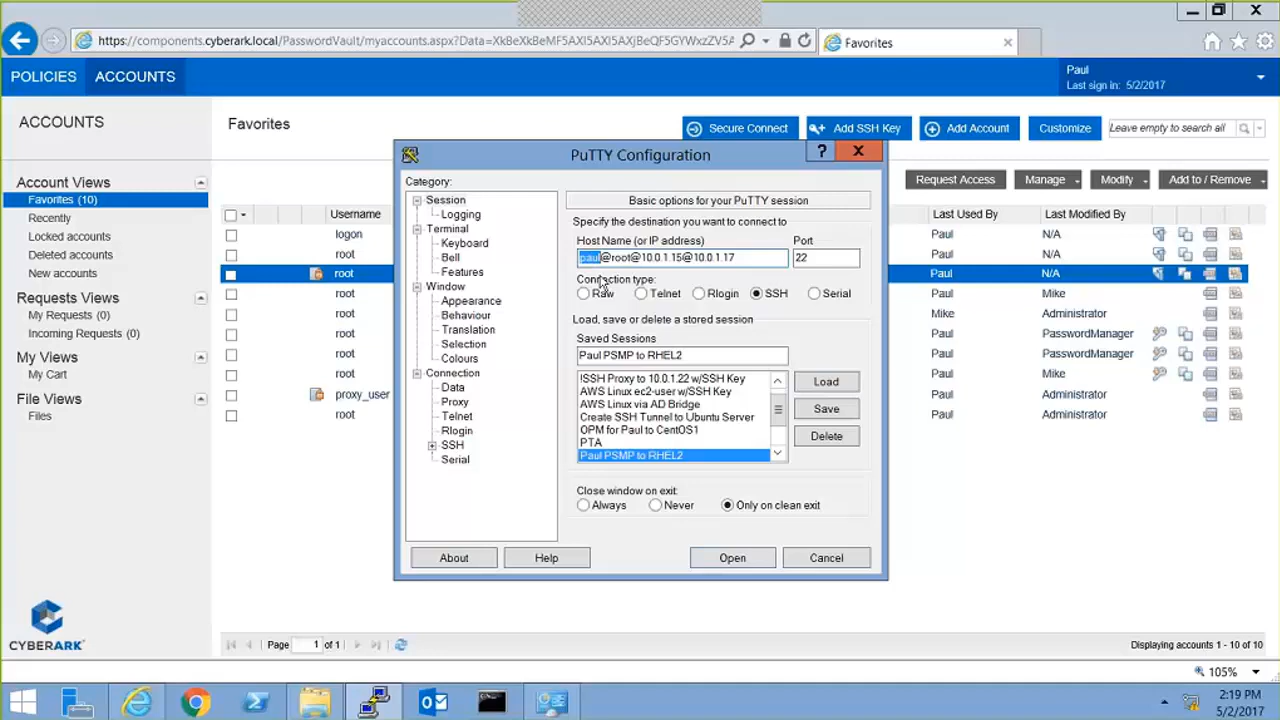 https://components.cyberark.local/PasswordVault/myaccounts.aspx?Data=XkBeXkBeMF5AXl5AXl5AXjBeQF5GYWxzZV5A
Favorites
POLICIES
ACCOUNTS
Paul
Last sign in: 5/2/2017
ACCOUNTS
Favorites
Secure Connect
Add SSH Key
Add Account
Customize
Leave empty to search all
Request Access
Manage
Modify
Add to / Remove
Account Views
Favorites (10)
Recently
Locked accounts
Deleted accounts
New accounts
Requests Views
My Requests (0)
Incoming Requests (0)
My Views
My Cart
File Views
Files
CYBERARK
Username
Last Used By
Last Modified By
logon Paul N/A
root Paul N/A
root Paul N/A
root Paul Mike
root Mike Administrator
root Paul PasswordManager
root Paul PasswordManager
root Paul Mike
proxy_user Paul Administrator
root Paul Administrator
PuTTY Configuration
?
Category:
Session
Logging
Terminal
Keyboard
Bell
Features
Window
Appearance
Behaviour
Translation
Selection
Colours
Connection
Data
Proxy
Telnet
Rlogin
SSH
Serial
Basic options for your PuTTY session
Specify the destination you want to connect to
Host Name (or IP address) Port
paul@root@10.0.1.15@10.0.1.17 22
Connection type:
Raw Telnet Rlogin SSH Serial
Load, save or delete a stored session
Saved Sessions
Paul PSMP to RHEL2
!SSH Proxy to 10.0.1.22 w/SSH Key
AWS Linux ec2-user w/SSH Key
AWS Linux via AD Bridge
Create SSH Tunnel to Ubuntu Server
OPM for Paul to CentOS1
PTA
Paul PSMP to RHEL2
Load
Save
Delete
Close window on exit:
Always Never Only on clean exit
About Help Open Cancel
Page 1 of 1
Displaying accounts 1 - 10 of 10
105%
2:19 PM
5/2/2017